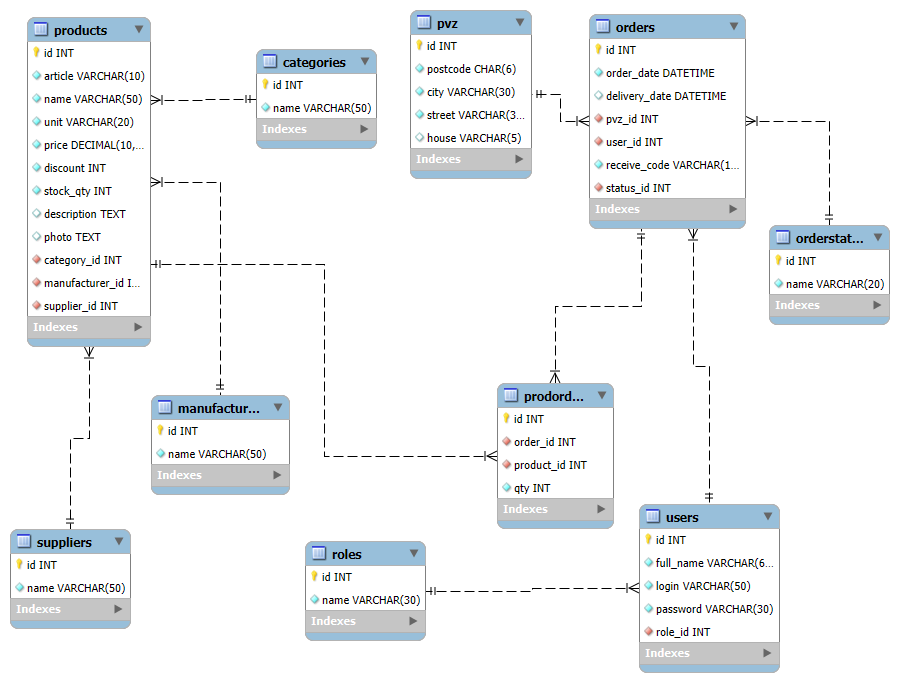 products
id INT
article VARCHAR(10)
name VARCHAR(50)
unit VARCHAR(20)
price DECIMAL(10,...
discount INT
stock_qty INT
description TEXT
photo TEXT
category_id INT
manufacturer_id I...
supplier_id INT
Indexes
categories
id INT
name VARCHAR(50)
Indexes
pvz
id INT
postcode CHAR(6)
city VARCHAR(30)
street VARCHAR(3...
house VARCHAR(5)
Indexes
orders
id INT
order_date DATETIME
delivery_date DATETIME
pvz_id INT
user_id INT
receive_code VARCHAR(1...
status_id INT
Indexes
orderstat...
id INT
name VARCHAR(20)
Indexes
manufactur...
id INT
name VARCHAR(50)
Indexes
prodord...
id INT
order_id INT
product_id INT
qty INT
Indexes
suppliers
id INT
name VARCHAR(50)
Indexes
roles
id INT
name VARCHAR(30)
Indexes
users
id INT
full_name VARCHAR(6...
login VARCHAR(50)
password VARCHAR(30)
role_id INT
Indexes